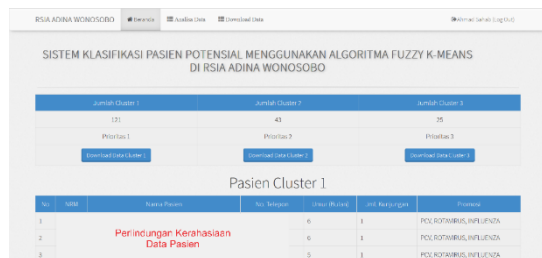 RSIA ADINA WONOSOBO Beranda Analisa Data Download Data Ahmad Sahab (Log Out)
SISTEM KLASIFIKASI PASIEN POTENSIAL MENGGUNAKAN ALGORITMA FUZZY K-MEANS
DI RSIA ADINA WONOSOBO
Jumlah Cluster 1 Jumlah Cluster 2 Jumlah Cluster 3
121 43 25
Prioritas 1 Prioritas 2 Prioritas 3
Download Data Cluster 1 Download Data Cluster 2 Download Data Cluster 3
Pasien Cluster 1
No NRM Nama Pasien No. Telepon Umur (Bulan) Jml. Kunjungan Promosi
1 6 1 PCV, ROTAVIRUS, INFLUENZA
Perlindungan Kerahasiaan
Data Pasien
2 6 1 PCV, ROTAVIRUS, INFLUENZA
3 5 1 PCV, ROTAVIRUS, INFLUENZA